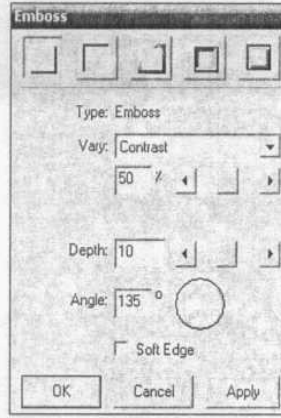 Emboss
Type: Emboss
Vary: Contrast
50 %
Depth: 10
Angle: 135 °
Soft Edge
OK Cancel Apply